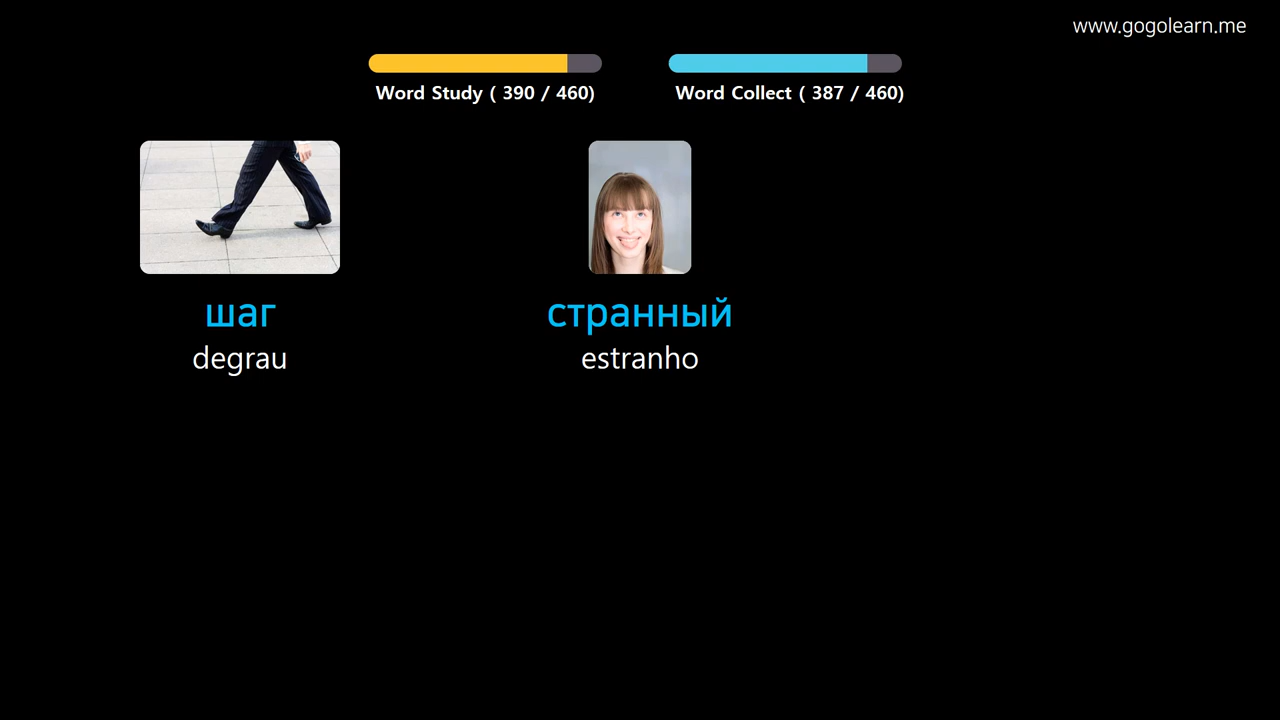 www.gogolearn.me
Word Study ( 390 / 460)
Word Collect ( 387 / 460)
шаг
degrau
странный
estranho